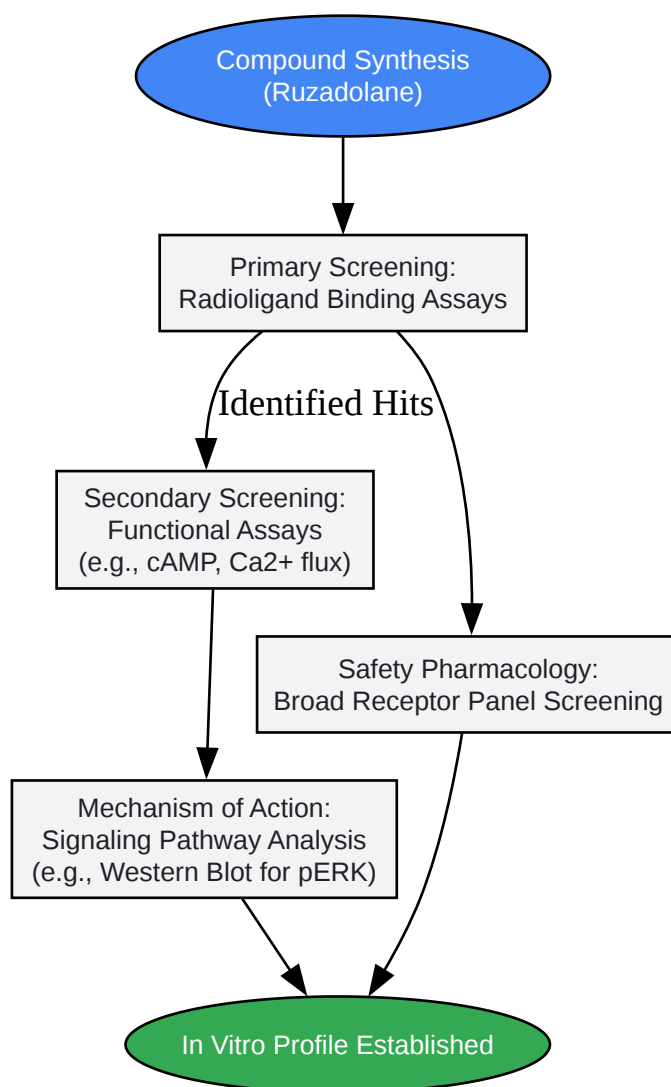 Compound Synthesis
(Ruzadolane)
Primary Screening:
Radioligand Binding Assays
Identified Hits
Secondary Screening:
Functional Assays
(e.g., cAMP, Ca2+ flux)
Safety Pharmacology:
Broad Receptor Panel Screening
Mechanism of Action:
Signaling Pathway Analysis
(e.g., Western Blot for pERK)
In Vitro Profile Established